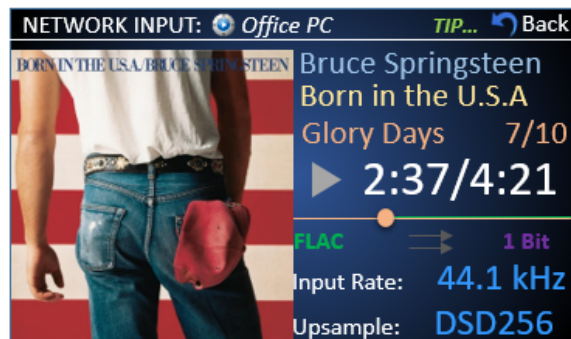 NETWORK INPUT: Office PC TIP... Back
BORN IN THE U.S.A./BRUCE SPRINGSTEEN
Bruce Springsteen
Born in the U.S.A
Glory Days 7/10
2:37/4:21
FLAC 1 Bit
Input Rate: 44.1 kHz
Upsample: DSD256